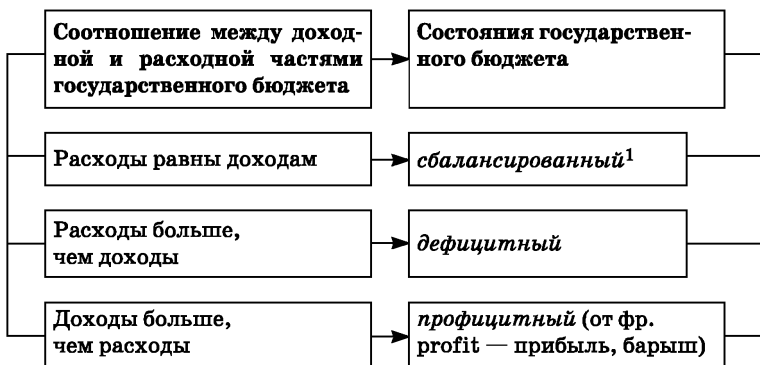 Соотношение между доход-
ной и расходной частями
государственного бюджета
Состояния государствен-
ного бюджета
Расходы равны доходам
сбалансированный¹
Расходы больше,
чем доходы
дефицитный
Доходы больше,
чем расходы
профицитный (от фр.
profit — прибыль, барыш)